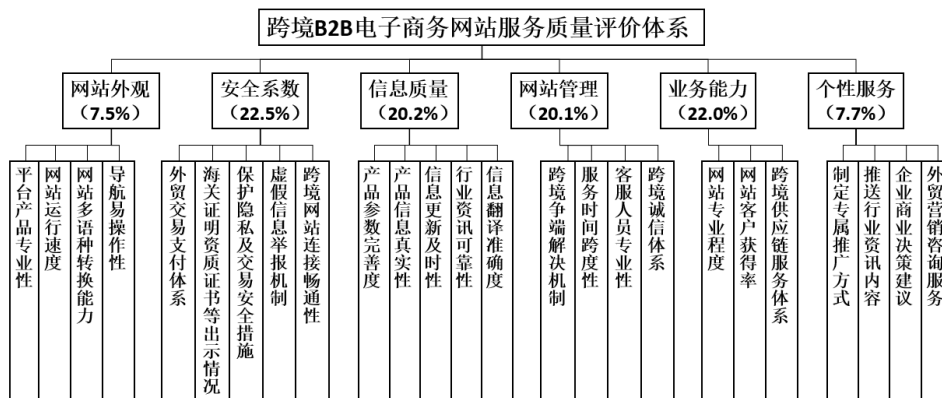 跨境B2B电子商务网站服务质量评价体系
网站外观
（7.5%）
安全系数
（22.5%）
信息质量
（20.2%）
网站管理
（20.1%）
业务能力
（22.0%）
个性服务
（7.7%）
平台产品专业性
网站运行速度
网站多语种转换能力
导航易操作性
外贸交易支付体系
海关证明资质证书等出示情况
保护隐私及交易安全措施
虚假信息举报机制
跨境网站连接畅通性
产品参数完善度
产品信息真实性
信息更新及时性
行业资讯可靠性
信息翻译准确度
跨境争端解决机制
服务时间跨度性
客服人员专业性
跨境诚信体系
网站专业程度
网站客户获得率
跨境供应链服务体系
制定专属推广方式
推送行业资讯内容
企业商业决策建议
外贸营销咨询服务